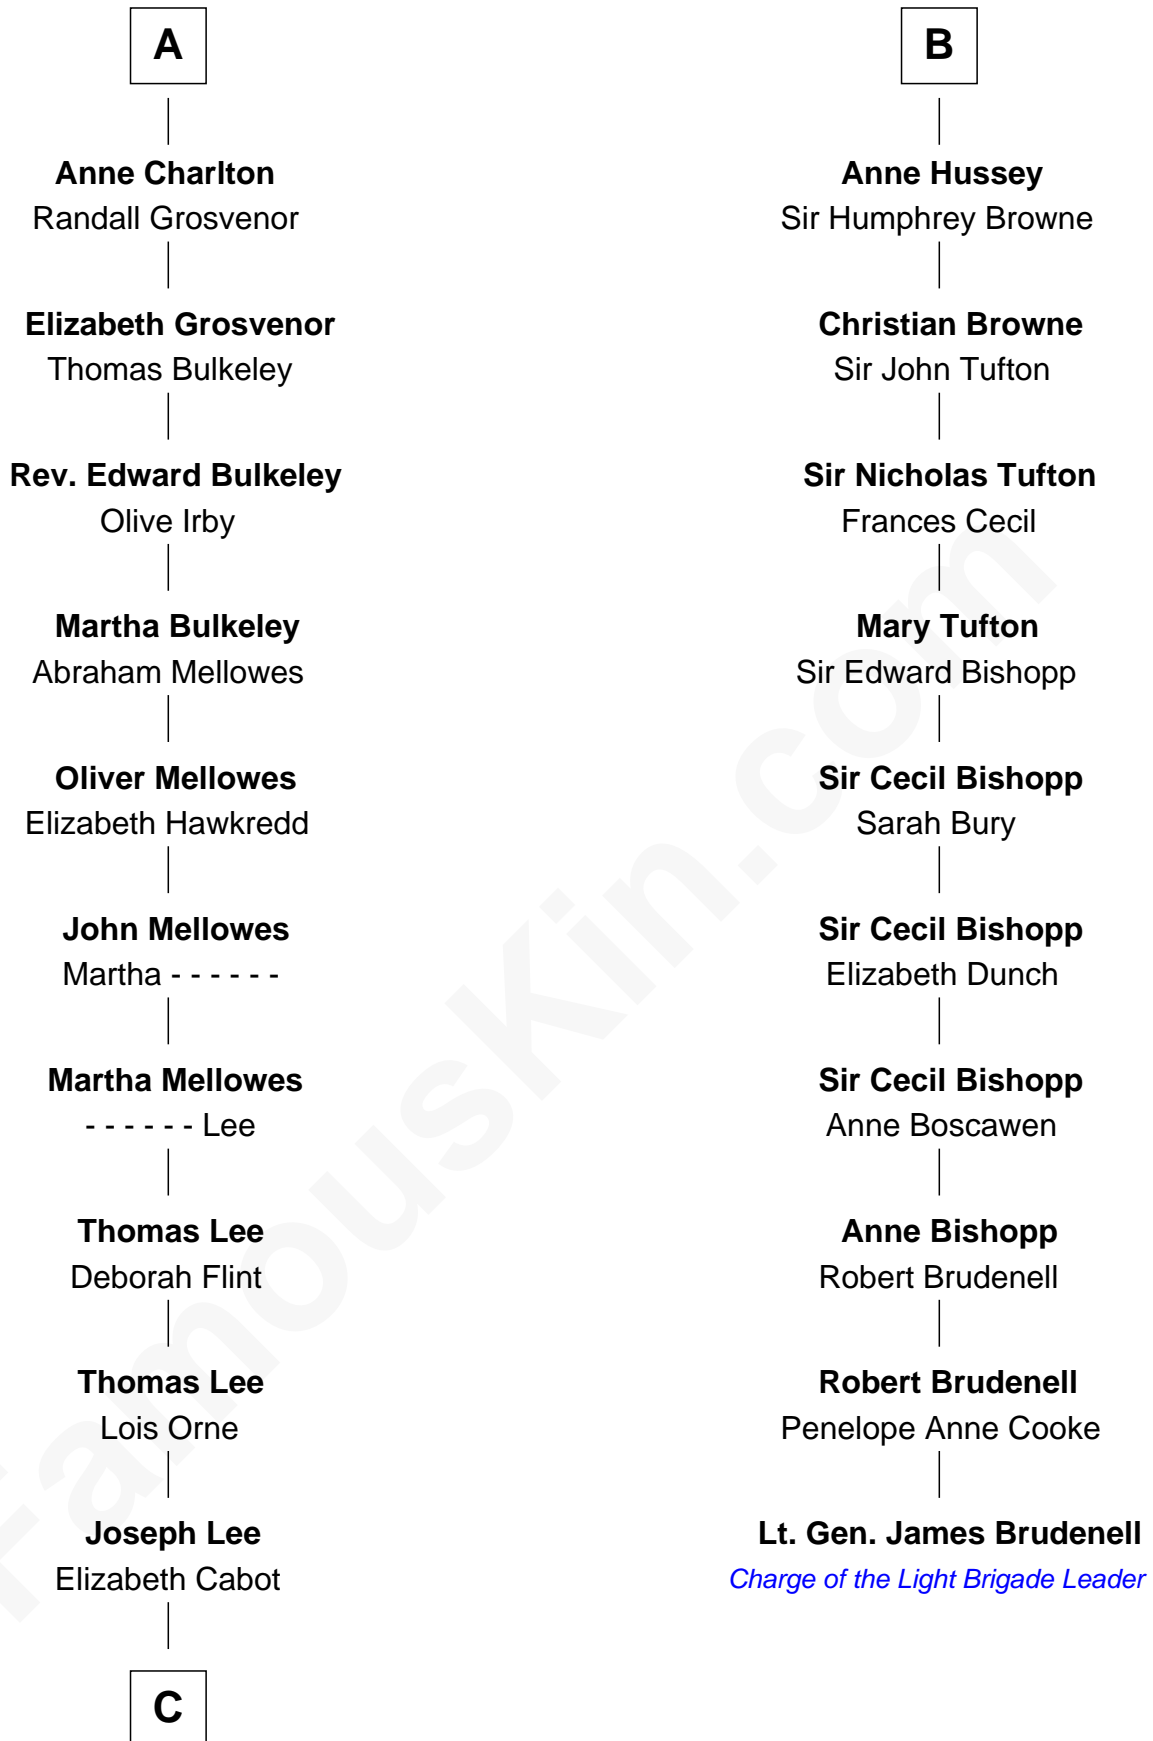 A
Anne Charlton
Randall Grosvenor
Elizabeth Grosvenor
Thomas Bulkeley
Rev. Edward Bulkeley
Olive Irby
Martha Bulkeley
Abraham Mellowes
Oliver Mellowes
Elizabeth Hawkredd
John Mellowes
Martha - - - - - -
Martha Mellowes
- - - - - - Lee
Thomas Lee
Deborah Flint
Thomas Lee
Lois Orne
Joseph Lee
Elizabeth Cabot
C
B
Anne Hussey
Sir Humphrey Browne
Christian Browne
Sir John Tufton
Sir Nicholas Tufton
Frances Cecil
Mary Tufton
Sir Edward Bishopp
Sir Cecil Bishopp
Sarah Bury
Sir Cecil Bishopp
Elizabeth Dunch
Sir Cecil Bishopp
Anne Boscawen
Anne Bishopp
Robert Brudenell
Robert Brudenell
Penelope Anne Cooke
Lt. Gen. James Brudenell
Charge of the Light Brigade Leader
FamousKin.com